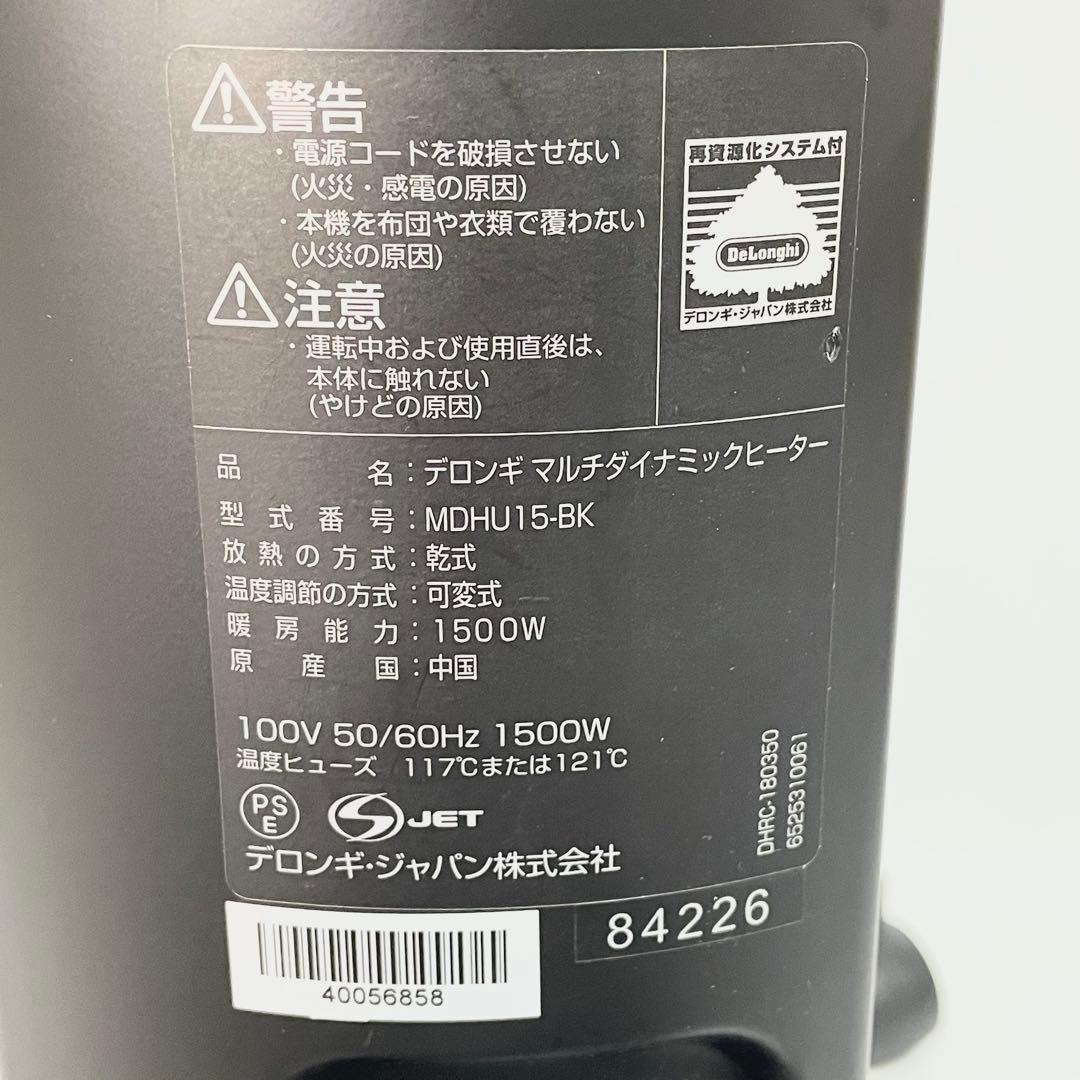 警告
・電源コードを破損させない
(火災・感電の原因)
・本機を布団や衣類で覆わない
(火災の原因)
注意
・運転中および使用直後は、
本体に触れない
(やけどの原因)
再資源化システム付
DeLonghi
デロンギ・ジャパン株式会社
品名：デロンギ マルチダイナミックヒーター
型式番号：MDHU15-BK
放熱の方式：乾式
温度調節の方式：可変式
暖房能力：1500W
原産国：中国
100V 50/60Hz 1500W
温度ヒューズ 117℃または121℃
PSE
S JET
デロンギ・ジャパン株式会社
DHRC-180350
6525310061
84226
40056858